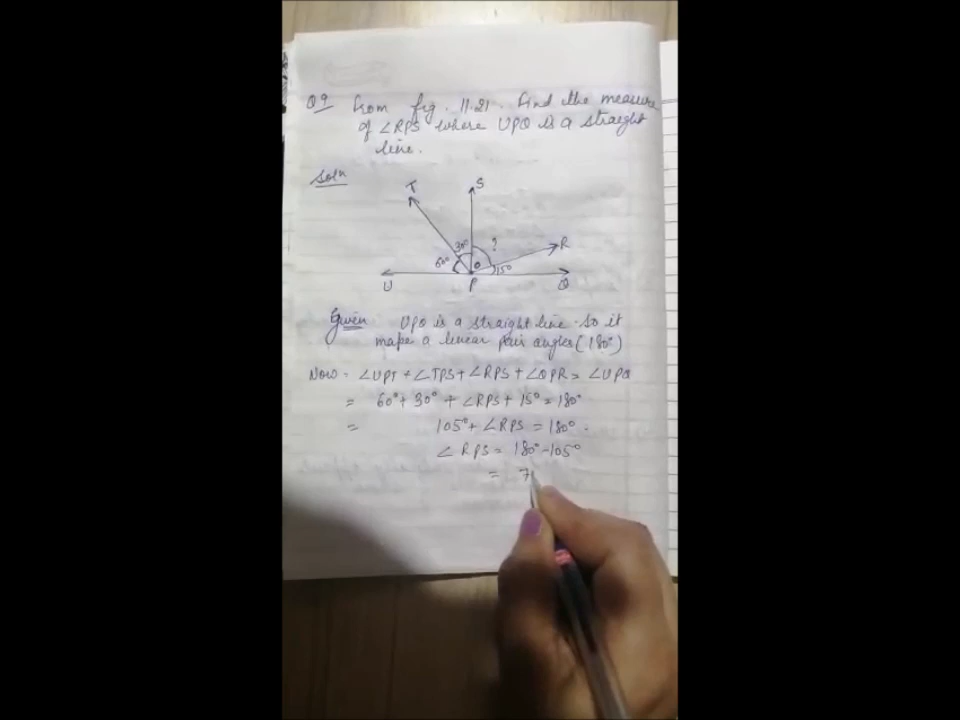 Q9 From fig. 11.21. Find the measure
of ∠RPS where UPQ is a straight
line.
Soln
T S
30° ? R
60° 15°
U P Q
Given: UPQ is a straight line. So it
make a linear pair angles (180°)
Now = ∠UPT + ∠TPS + ∠RPS + ∠QPR = ∠UPQ
= 60° + 30° + ∠RPS + 15° = 180°
= 105° + ∠RPS = 180°.
∠RPS = 180° - 105°
= 7